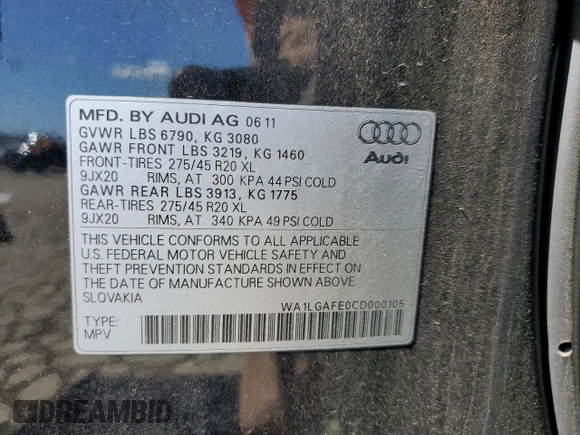 MFD. BY AUDI AG 06 11
GVWR LBS 6790, KG 3080
GAWR FRONT LBS 3219, KG 1460
FRONT-TIRES 275/45 R20 XL
9JX20 RIMS, AT 300 KPA 44 PSI COLD
GAWR REAR LBS 3913, KG 1775
REAR-TIRES 275/45 R20 XL
9JX20 RIMS, AT 340 KPA 49 PSI COLD
Audi
THIS VEHICLE CONFORMS TO ALL APPLICABLE
U.S. FEDERAL MOTOR VEHICLE SAFETY AND
THEFT PREVENTION STANDARDS IN EFFECT ON
THE DATE OF MANUFACTURE SHOWN ABOVE.
SLOVAKIA
WA1LGAFE0CD000105
TYPE:
MPV
DREAMBID